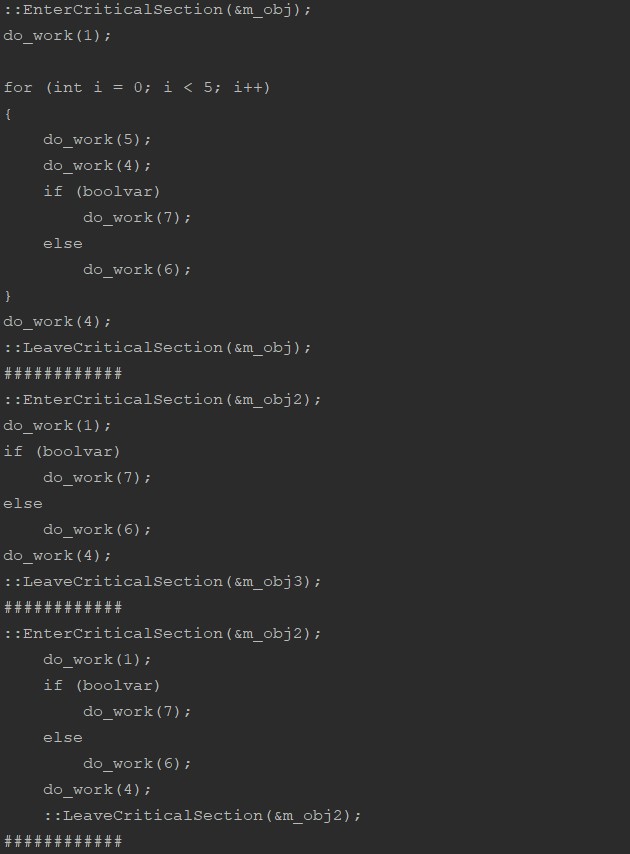 ::EnterCriticalSection(&m_obj);
do_work(1);

for (int i = 0; i < 5; i++)
{
    do_work(5);
    do_work(4);
    if (boolvar)
        do_work(7);
    else
        do_work(6);
}
do_work(4);
::LeaveCriticalSection(&m_obj);
############
::EnterCriticalSection(&m_obj2);
do_work(1);
if (boolvar)
    do_work(7);
else
    do_work(6);
do_work(4);
::LeaveCriticalSection(&m_obj3);
############
::EnterCriticalSection(&m_obj2);
    do_work(1);
    if (boolvar)
        do_work(7);
    else
        do_work(6);
    do_work(4);
    ::LeaveCriticalSection(&m_obj2);
############